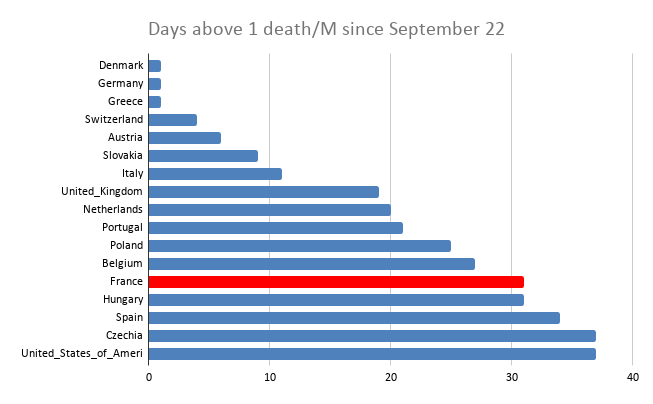 Days above 1 death/M since September 22
Denmark
Germany
Greece
Switzerland
Austria
Slovakia
Italy
United_Kingdom
Netherlands
Portugal
Poland
Belgium
France
Hungary
Spain
Czechia
United_States_of_Ameri
0 10 20 30 40